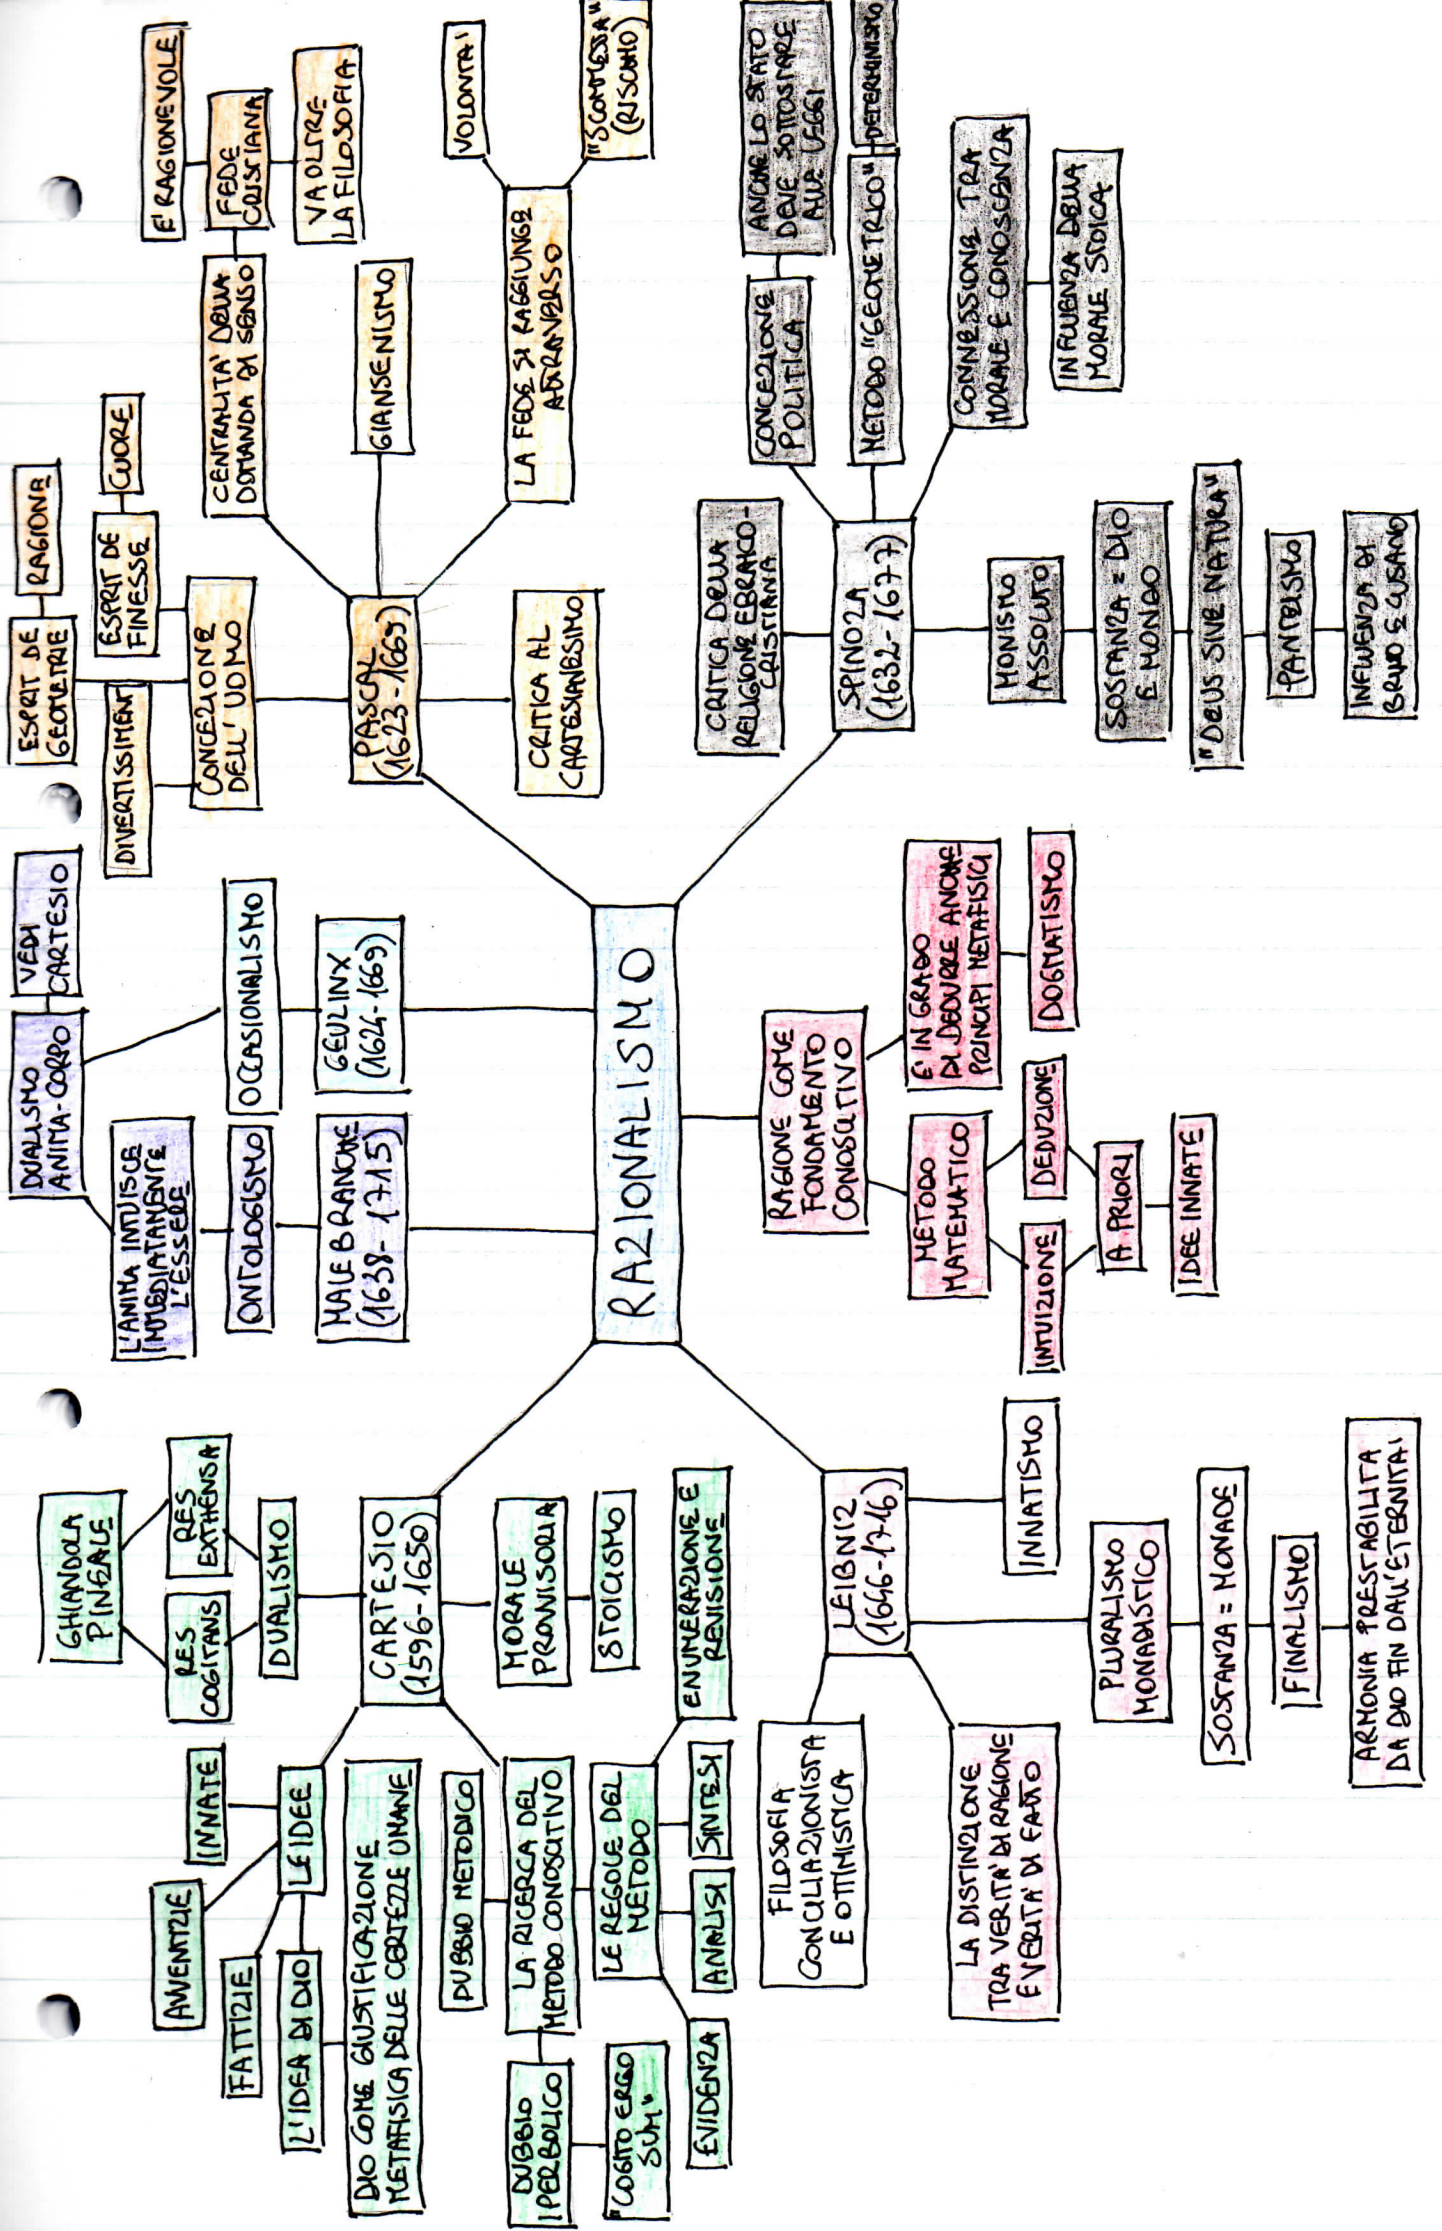 GHIANDOLA
PINEALE
RES
COGITANS
RES
EXTHENSA
DUALISMO
INNATE
AVVENTIZIE
FATTIZIE
LE IDEE
L'IDEA DI DIO
DIO COME GIUSTIFICAZIONE
METAFISICA DELLE CERTEZZE UMANE
CARTESIO
(1596-1650)
MORALE
PROVVISORIA
STOICISMO
DUBBIO METODICO
LA RICERCA DEL
METODO CONOSCITIVO
DUBBIO
IPERBOLICO
"COGITO ERGO
SUM"
LE REGOLE DEL
METODO
EVIDENZA
ANALISI
SINTESI
ENUMERAZIONE E
REVISIONE
DUALISMO
ANIMA-CORPO
VEDI
CARTESIO
L'ANIMA INTUISCE
IMMEDIATAMENTE
L'ESSERE
ONTOLOGISMO
MALEBRANCHE
(1638-1715)
OCCASIONALISMO
GEULINX
(1624-1669)
RAZIONALISMO
ESPRIT DE
GEOMETRIE
RAGIONE
DIVERTISSIMENT
ESPRIT DE
FINESSE
CUORE
CONCEZIONE
DELL'UOMO
E' RAGIONEVOLE
FEDE
CRISTIANA
VA OLTRE
LA FILOSOFIA
CENTRALITA' DELLA
DOMANDA DI SENSO
PASCAL
(1623-1669)
GIANSENISMO
VOLONTA'
"SCOMMESSA"
(RISCHIO)
LA FEDE SI RAGGIUNGE
ATTRAVERSO
CRITICA AL
CARTESIANESIMO
FILOSOFIA
CONCILIAZIONISTA
E OTTIMISTICA
LEIBNIZ
(1646-1716)
LA DISTINZIONE
TRA VERITA' DI RAGIONE
E VERITA' DI FATTO
INNATISMO
PLURALISMO
MONADISTICO
SOSTANZA = MONADE
FINALISMO
ARMONIA PRESTABILITA
DA DIO FIN DALL'ETERNITA'
RAGIONE COME
FONDAMENTO
CONOSCITIVO
METODO
MATEMATICO
E' IN GRADO
DI DEDURRE ANCHE
PRINCIPI METAFISICI
INTUIZIONE
DEDUZIONE
DOGMATISMO
A PRIORI
IDEE INNATE
CRITICA DELLA
RELIGIONE EBRAICO-
CRISTIANA
CONCEZIONE
POLITICA
ANCHE LO STATO
DEVE SOTTOSTARE
ALLE LEGGI
SPINOZA
(1632-1677)
METODO "GEOMETRICO"
DETERMINISMO
CONNESSIONE TRA
MORALE E CONOSCENZA
INFLUENZA DELLA
MORALE STOICA
MONISMO
ASSOLUTO
SOSTANZA = DIO
E MONDO
"DEUS SIVE NATURA"
PANTEISMO
INFLUENZA DI
BRUNO E CUSANO